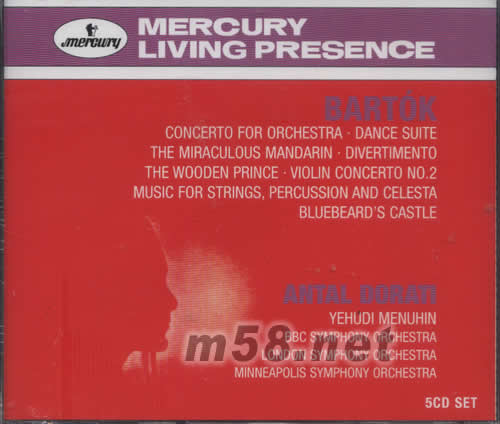 mercury
MERCURY
LIVING PRESENCE
BARTÓK
CONCERTO FOR ORCHESTRA · DANCE SUITE
THE MIRACULOUS MANDARIN · DIVERTIMENTO
THE WOODEN PRINCE · VIOLIN CONCERTO NO.2
MUSIC FOR STRINGS, PERCUSSION AND CELESTA
BLUEBEARD'S CASTLE
ANTAL DORATI
YEHUDI MENUHIN
BBC SYMPHONY ORCHESTRA
m58.net
LONDON SYMPHONY ORCHESTRA
MINNEAPOLIS SYMPHONY ORCHESTRA
5CD SET